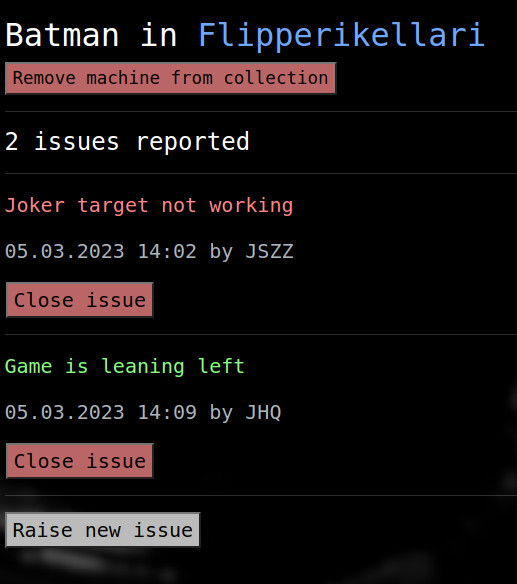 Batman in Flipperikellari
Remove machine from collection
2 issues reported
Joker target not working
05.03.2023 14:02 by JSZZ
Close issue
Game is leaning left
05.03.2023 14:09 by JHQ
Close issue
Raise new issue